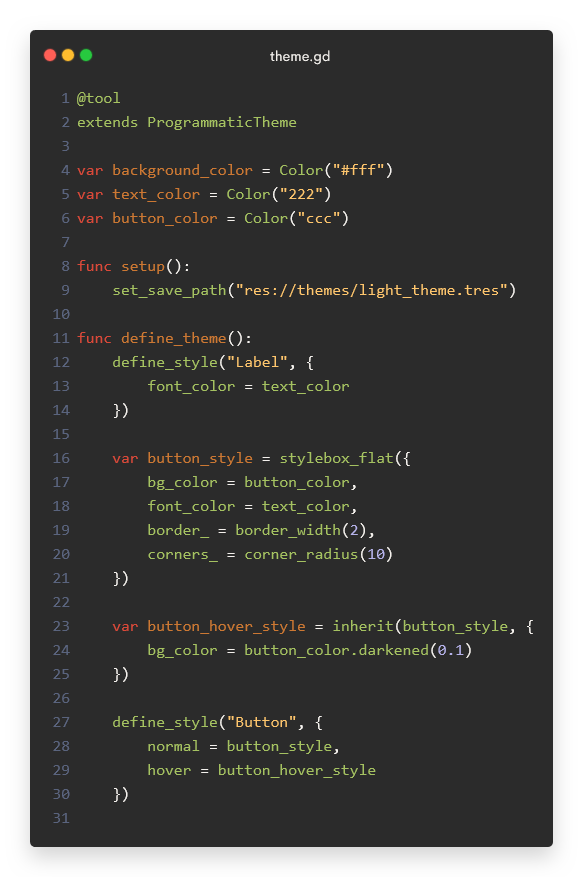 theme.gd
1 @tool
2 extends ProgrammaticTheme
3
4 var background_color = Color("#fff")
5 var text_color = Color("222")
6 var button_color = Color("ccc")
7
8 func setup():
9     set_save_path("res://themes/light_theme.tres")
10
11 func define_theme():
12     define_style("Label", {
13         font_color = text_color
14     })
15
16     var button_style = stylebox_flat({
17         bg_color = button_color,
18         font_color = text_color,
19         border_ = border_width(2),
20         corners_ = corner_radius(10)
21     })
22
23     var button_hover_style = inherit(button_style, {
24         bg_color = button_color.darkened(0.1)
25     })
26
27     define_style("Button", {
28         normal = button_style,
29         hover = button_hover_style
30     })
31